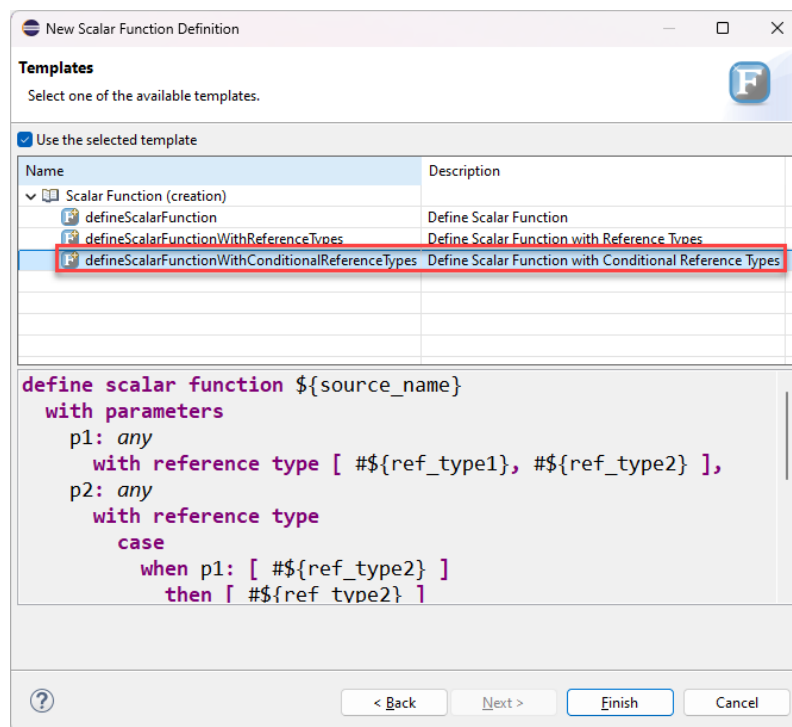 New Scalar Function Definition
Templates
Select one of the available templates.
Use the selected template
Name Description
Scalar Function (creation)
defineScalarFunction Define Scalar Function
defineScalarFunctionWithReferenceTypes Define Scalar Function with Reference Types
defineScalarFunctionWithConditionalReferenceTypes Define Scalar Function with Conditional Reference Types
define scalar function ${source_name}
with parameters
p1: any
with reference type [ #${ref_type1}, #${ref_type2} ],
p2: any
with reference type
case
when p1: [ #${ref_type2} ]
then [ #${ref_type2} ]
< Back Next > Finish Cancel